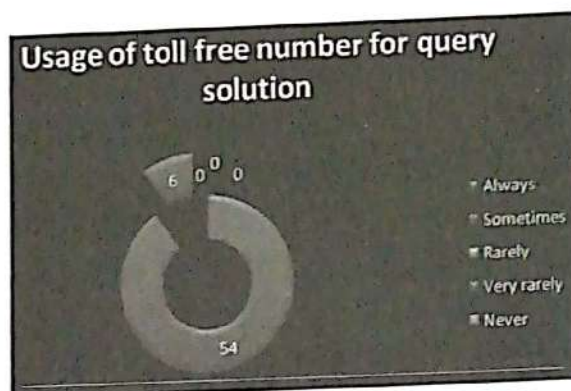 Usage of toll free number for query
solution
6 0 0 0
54
Always
Sometimes
Rarely
Very rarely
Never